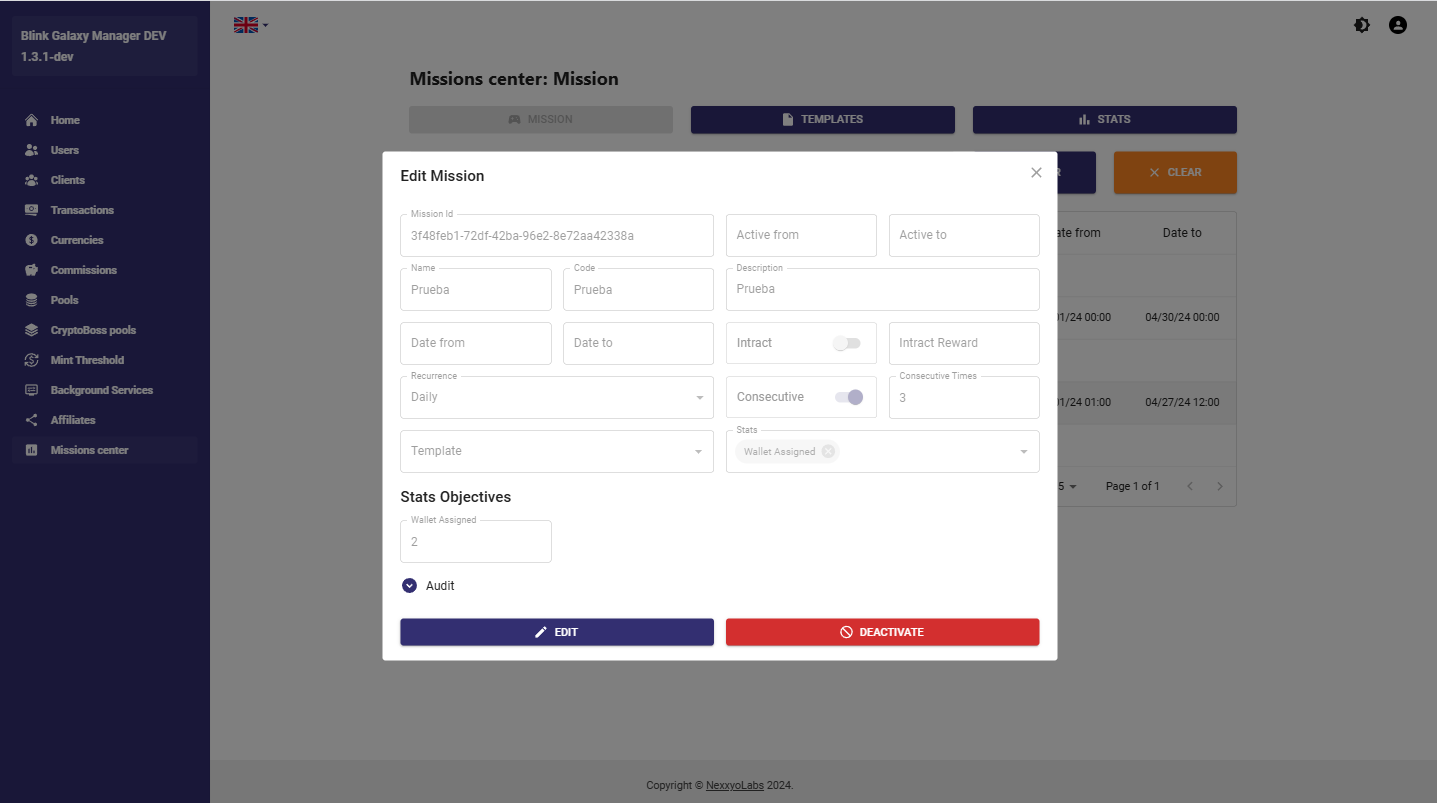 Blink Galaxy Manager DEV
1.3.1-dev
Home
Users
Clients
Transactions
Currencies
Commissions
Pools
CryptoBoss pools
Mint Threshold
Background Services
Affiliates
Missions center
Missions center: Mission
MISSION
TEMPLATES
STATS
CLEAR
Date to
01/24 00:00
04/30/24 00:00
01/24 01:00
04/27/24 12:00
5
Page 1 of 1
Edit Mission
Mission Id
3f48feb1-72df-42ba-96e2-8e72aa42338a
Active from
Active to
Name
Prueba
Code
Prueba
Description
Prueba
Date from
Date to
Intract
Intract Reward
Recurrence
Daily
Consecutive
Consecutive Times
3
Template
Stats
Wallet Assigned
Stats Objectives
Wallet Assigned
2
Audit
EDIT
DEACTIVATE
Copyright © NexxyoLabs 2024.